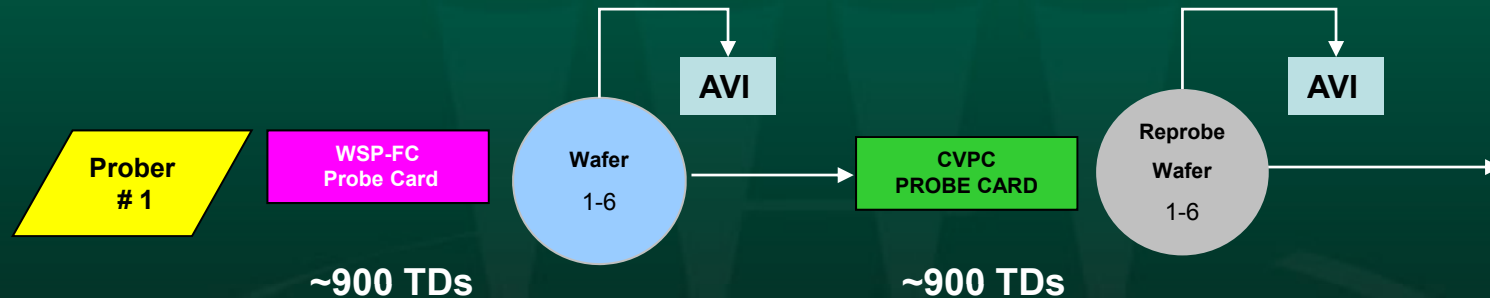 Prober
# 1
WSP-FC
Probe Card
Wafer
1-6
AVI
CVPC
PROBE CARD
Reprobe
Wafer
1-6
AVI
~900 TDs
~900 TDs